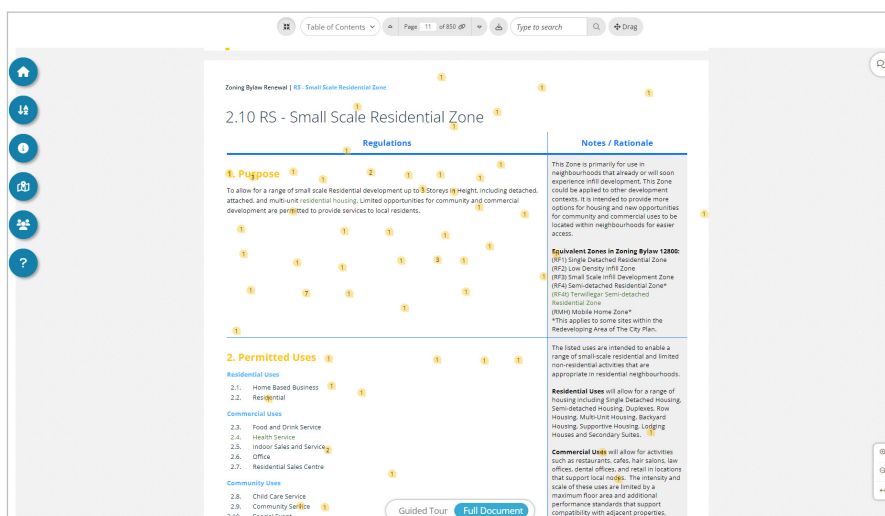 Table of Contents
Page 11 of 850
Type to search
Drag
Zoning Bylaw Renewal | RS - Small Scale Residential Zone
2.10 RS - Small Scale Residential Zone
Regulations
Notes / Rationale
1. Purpose
To allow for a range of small scale Residential development up to 3 Storeys in Height, including detached,
attached, and multi-unit residential housing. Limited opportunities for community and commercial
development are permitted to provide services to local residents.
This Zone is primarily for use in
neighbourhoods that already or will soon
experience infill development. This Zone
could be applied to other development
contexts. It is intended to provide more
options for housing and new opportunities
for community and commercial uses to be
located within neighbourhoods for easier
access.
Equivalent Zones in Zoning Bylaw 12800:
(RF1) Single Detached Residential Zone
(RF2) Low Density Infill Zone
(RF3) Small Scale Infill Development Zone
(RF4) Semi-detached Residential Zone*
(RF4t) Terwillegar Semi-detached
Residential Zone
(RMH) Mobile Home Zone*
*This applies to some sites within the
Redeveloping Area of The City Plan.
2. Permitted Uses
Residential Uses
2.1. Home Based Business
2.2. Residential
Commercial Uses
2.3. Food and Drink Service
2.4. Health Service
2.5. Indoor Sales and Service
2.6. Office
2.7. Residential Sales Centre
Community Uses
2.8. Child Care Service
2.9. Community Service
2.10. Special Event
The listed uses are intended to enable a
range of small-scale residential and limited
non-residential activities that are
appropriate in residential neighbourhoods.
Residential Uses will allow for a range of
housing including Single Detached Housing,
Semi-detached Housing, Duplexes, Row
Housing, Multi-Unit Housing, Backyard
Housing, Supportive Housing, Lodging
Houses and Secondary Suites.
Commercial Uses will allow for activities
such as restaurants, cafes, hair salons, law
offices, dental offices, and retail in locations
that support local nodes. The intensity and
scale of these uses are limited by a
maximum floor area and additional
performance standards that support
compatibility with adjacent properties.
Guided Tour
Full Document